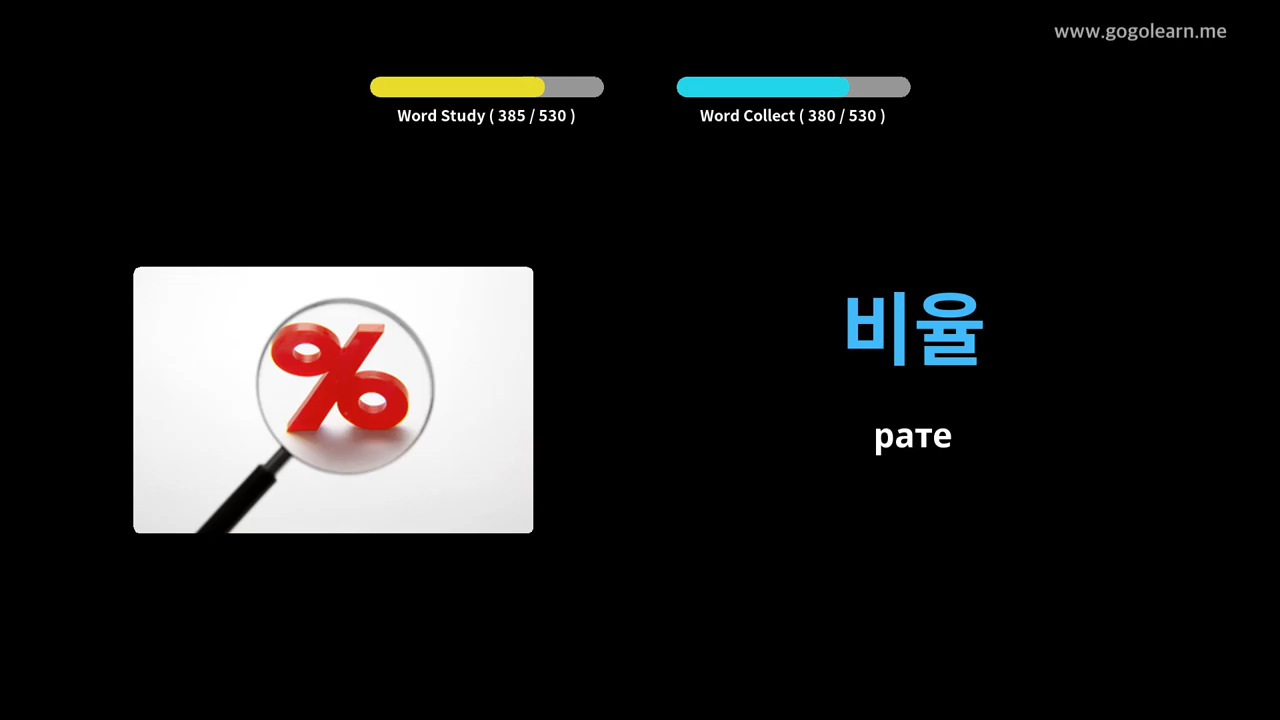 www.gogolearn.me
Word Study ( 385 / 530 )
Word Collect ( 380 / 530 )
%
비율
рате